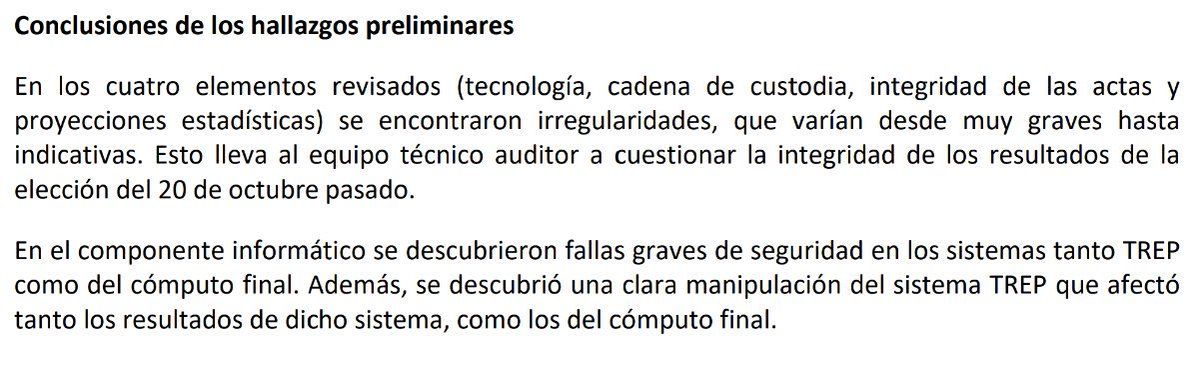 Conclusiones de los hallazgos preliminares
En los cuatro elementos revisados (tecnología, cadena de custodia, integridad de las actas y
proyecciones estadísticas) se encontraron irregularidades, que varían desde muy graves hasta
indicativas. Esto lleva al equipo técnico auditor a cuestionar la integridad de los resultados de la
elección del 20 de octubre pasado.
En el componente informático se descubrieron fallas graves de seguridad en los sistemas tanto TREP
como del cómputo final. Además, se descubrió una clara manipulación del sistema TREP que afectó
tanto los resultados de dicho sistema, como los del cómputo final.